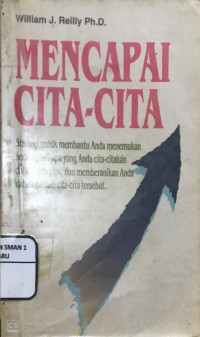 William J. Reilly Ph.D.
MENCAPAI
CITA-CITA
untuk membantu Anda menemukan
yang Anda cita-citakan
dan memberanikan Anda
cita-cita tersebut.
N SMAN 1
ARU